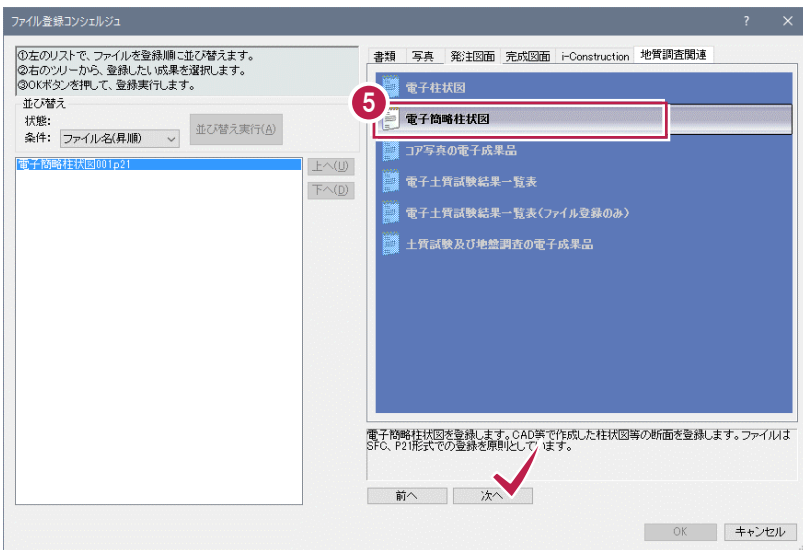 ファイル登録コンシェルジュ
?
①左のリストで、ファイルを登録順に並び替えます。
②右のツリーから、登録したい成果を選択します。
③OKボタンを押して、登録実行します。
並び替え
状態:
条件: ファイル名(昇順)
並び替え実行(A)
電子簡略柱状図001.p21
上へ(U)
下へ(D)
書類 写真 発注図面 完成図面 i-Construction 地質調査関連
電子柱状図
5
電子簡略柱状図
コア写真の電子成果品
電子土質試験結果一覧表
電子土質試験結果一覧表(ファイル登録のみ)
土質試験及び地盤調査の電子成果品
電子簡略柱状図を登録します。CAD等で作成した柱状図等の断面を登録します。ファイルは
SFC、P21形式での登録を原則としています。
前へ 次へ
OK キャンセル